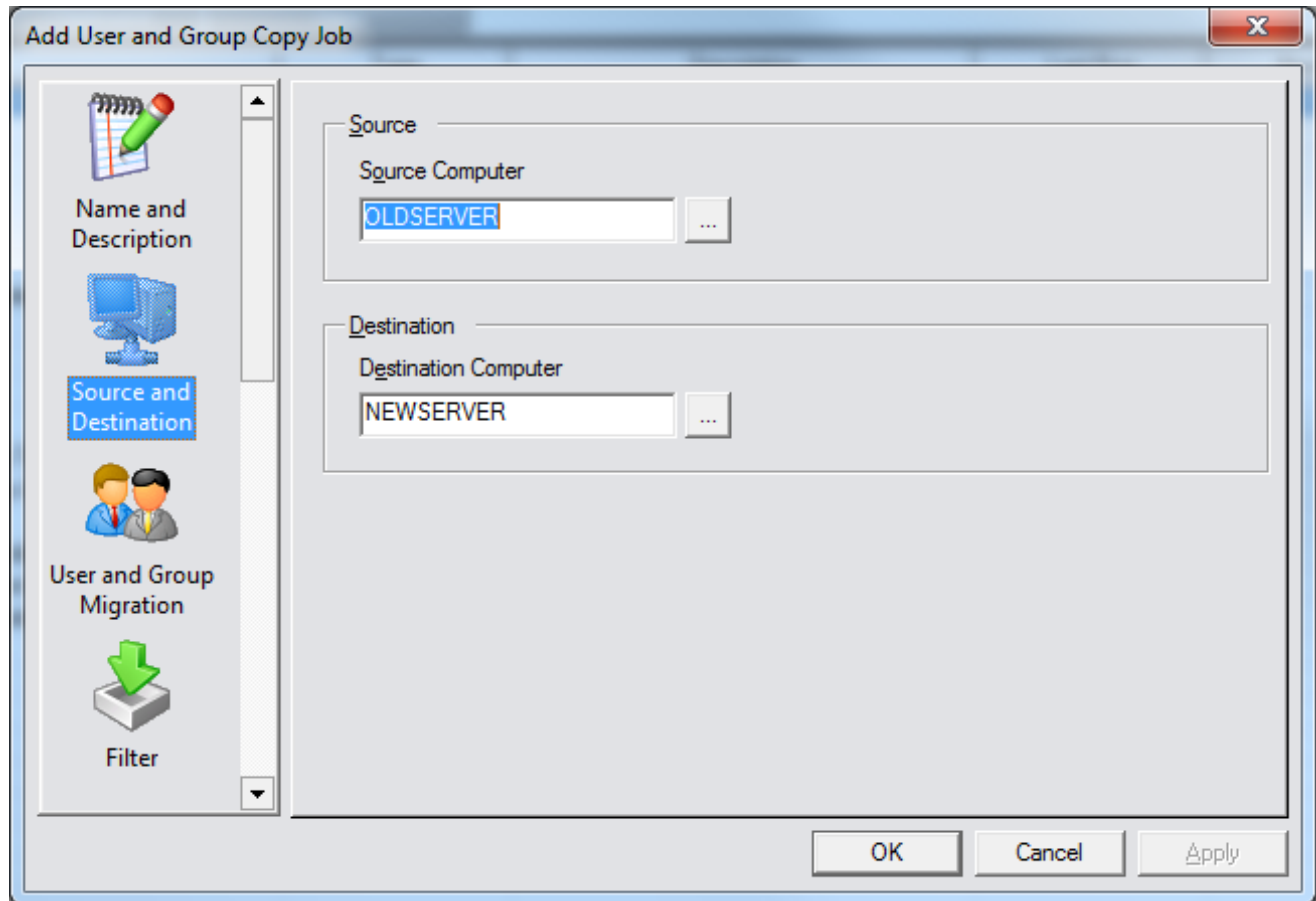 Add User and Group Copy Job
Name and
Description
Source and
Destination
User and Group
Migration
Filter
Source
Source Computer
OLDSERVER
...
Destination
Destination Computer
NEWSERVER
...
OK
Cancel
Apply